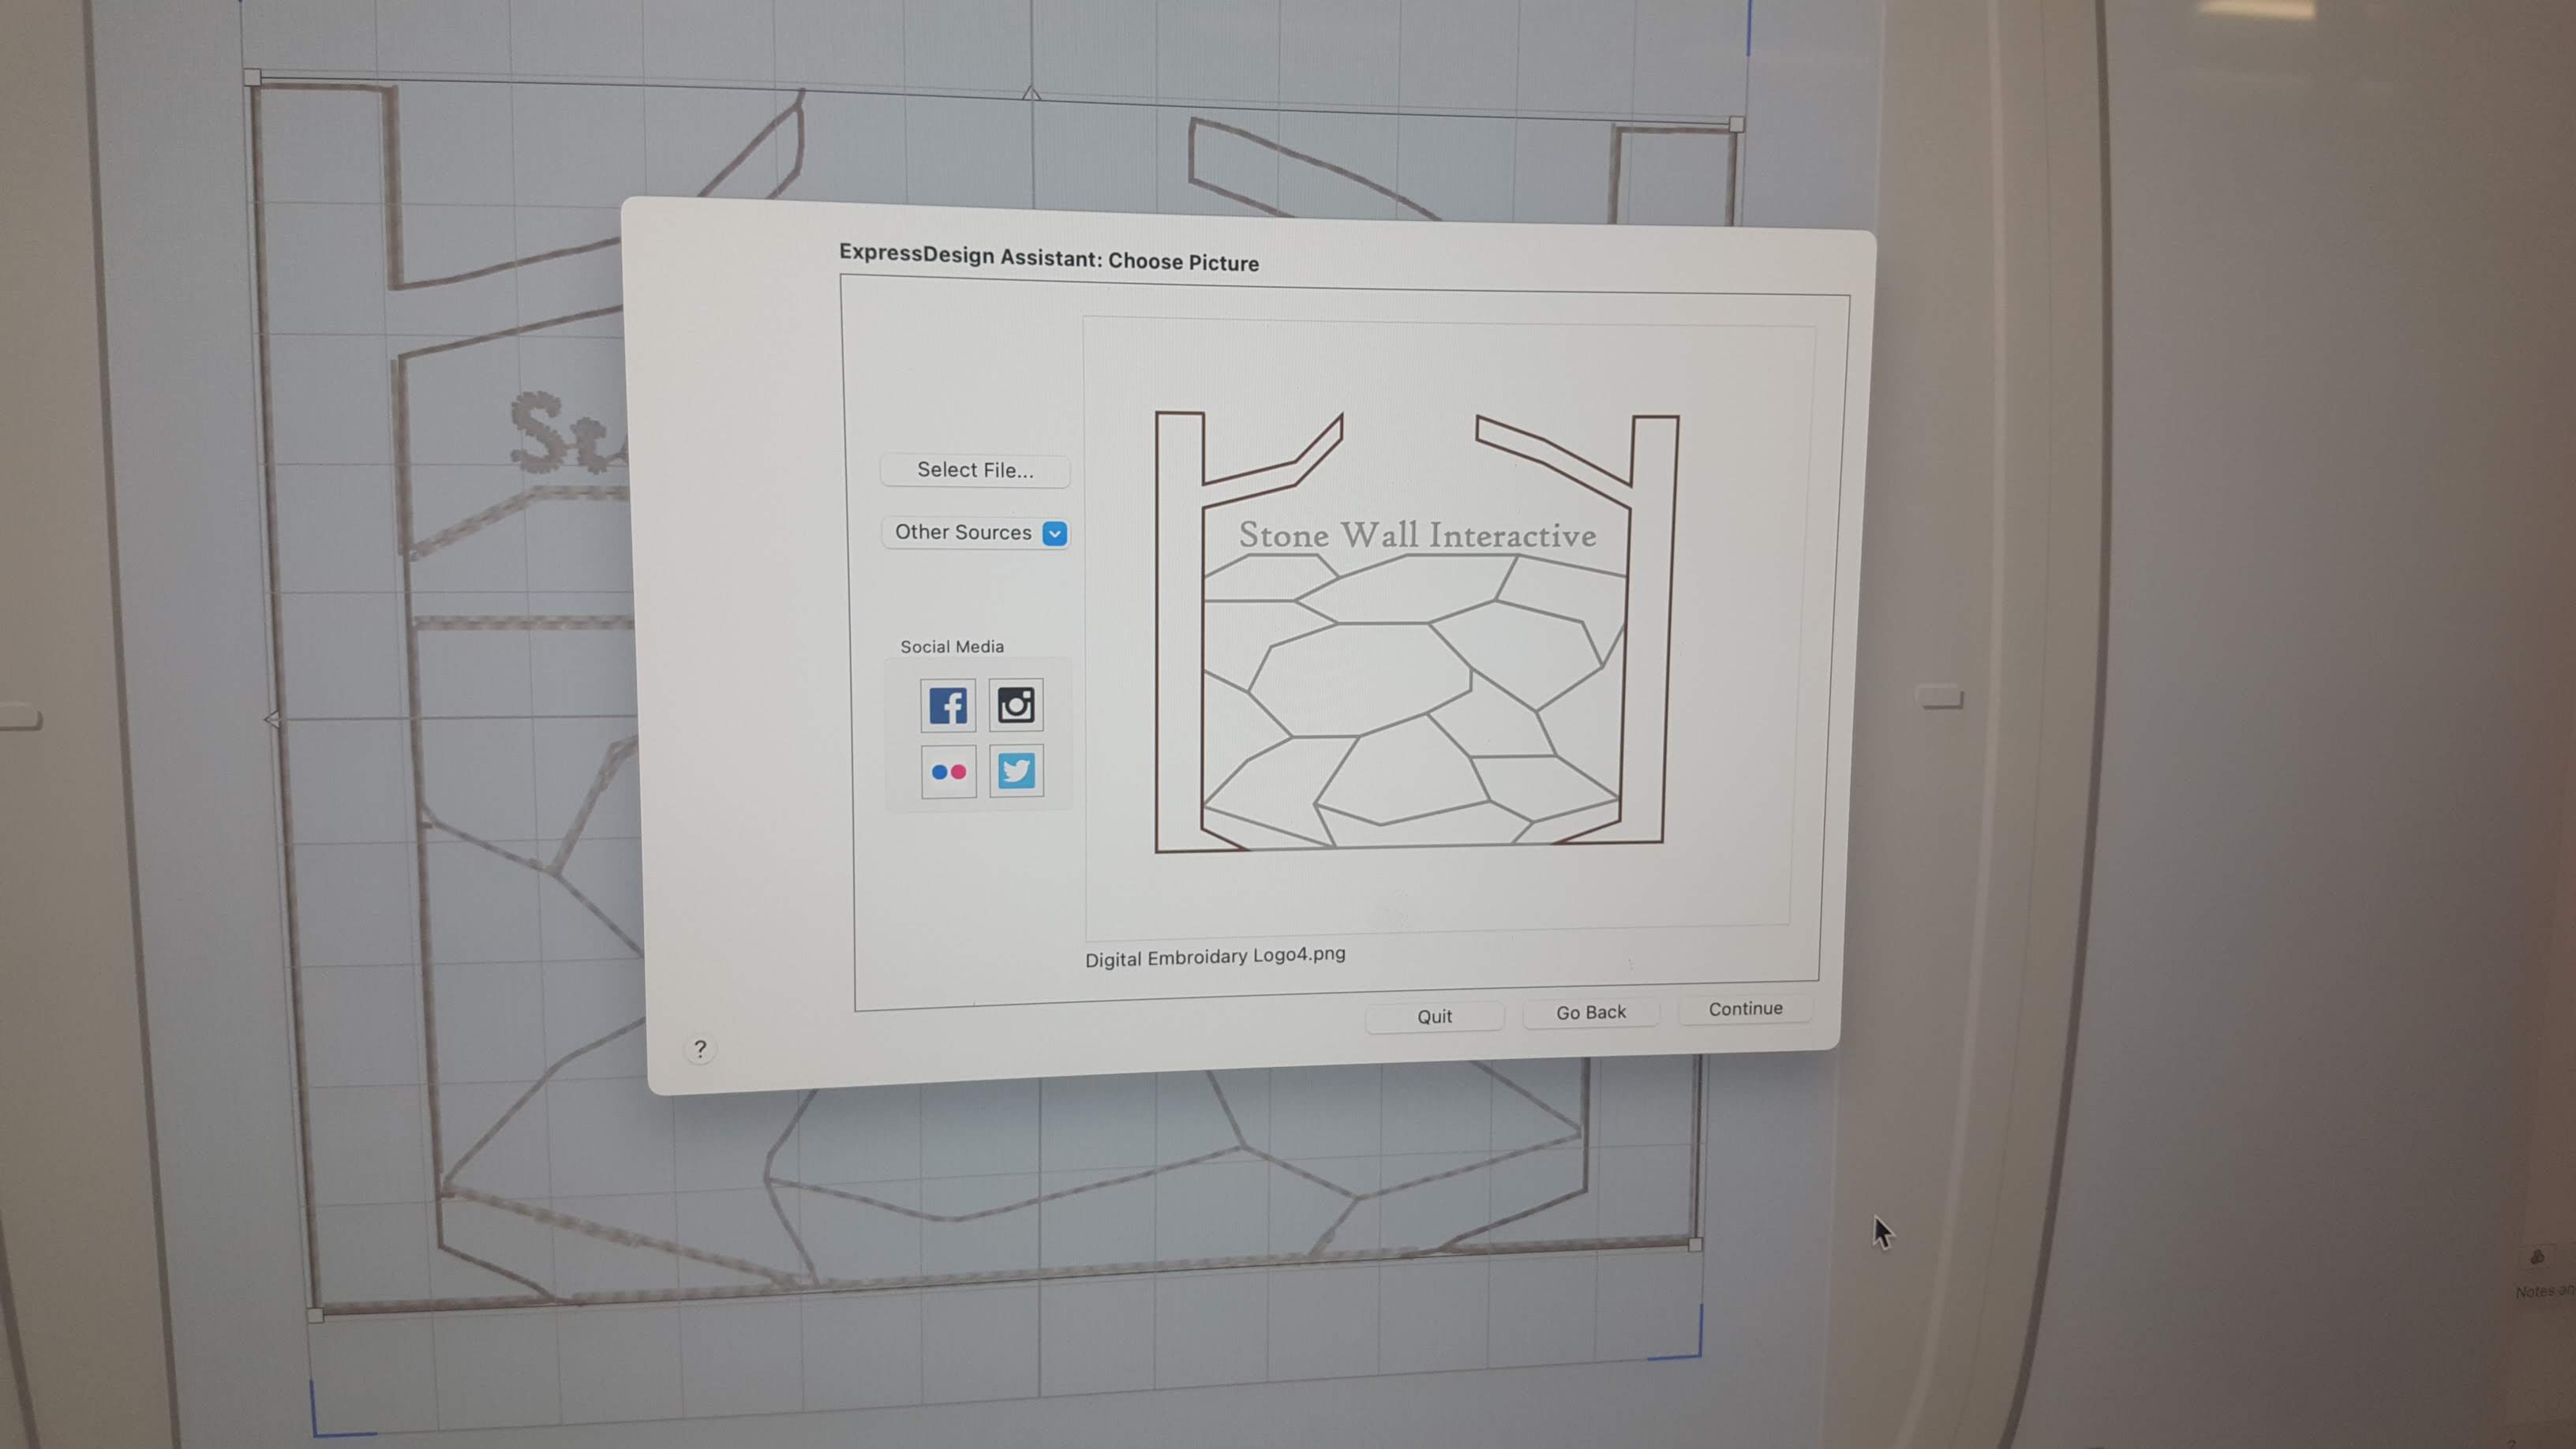 ExpressDesign Assistant: Choose Picture
St
Select File...
Other Sources
Stone Wall Interactive
Social Media
Digital Embroidary Logo4.png
Quit
Go Back
Continue
?
Notes